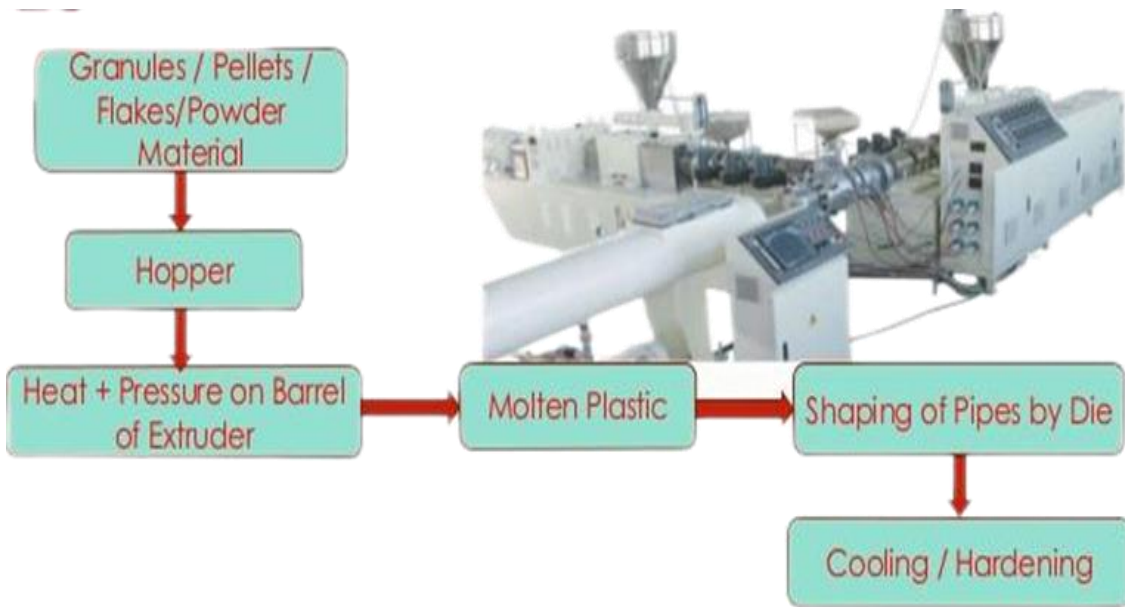 Granules / Pellets /
Flakes/Powder
Material
Hopper
Heat + Pressure on Barrel
of Extruder
Molten Plastic
Shaping of Pipes by Die
Cooling / Hardening